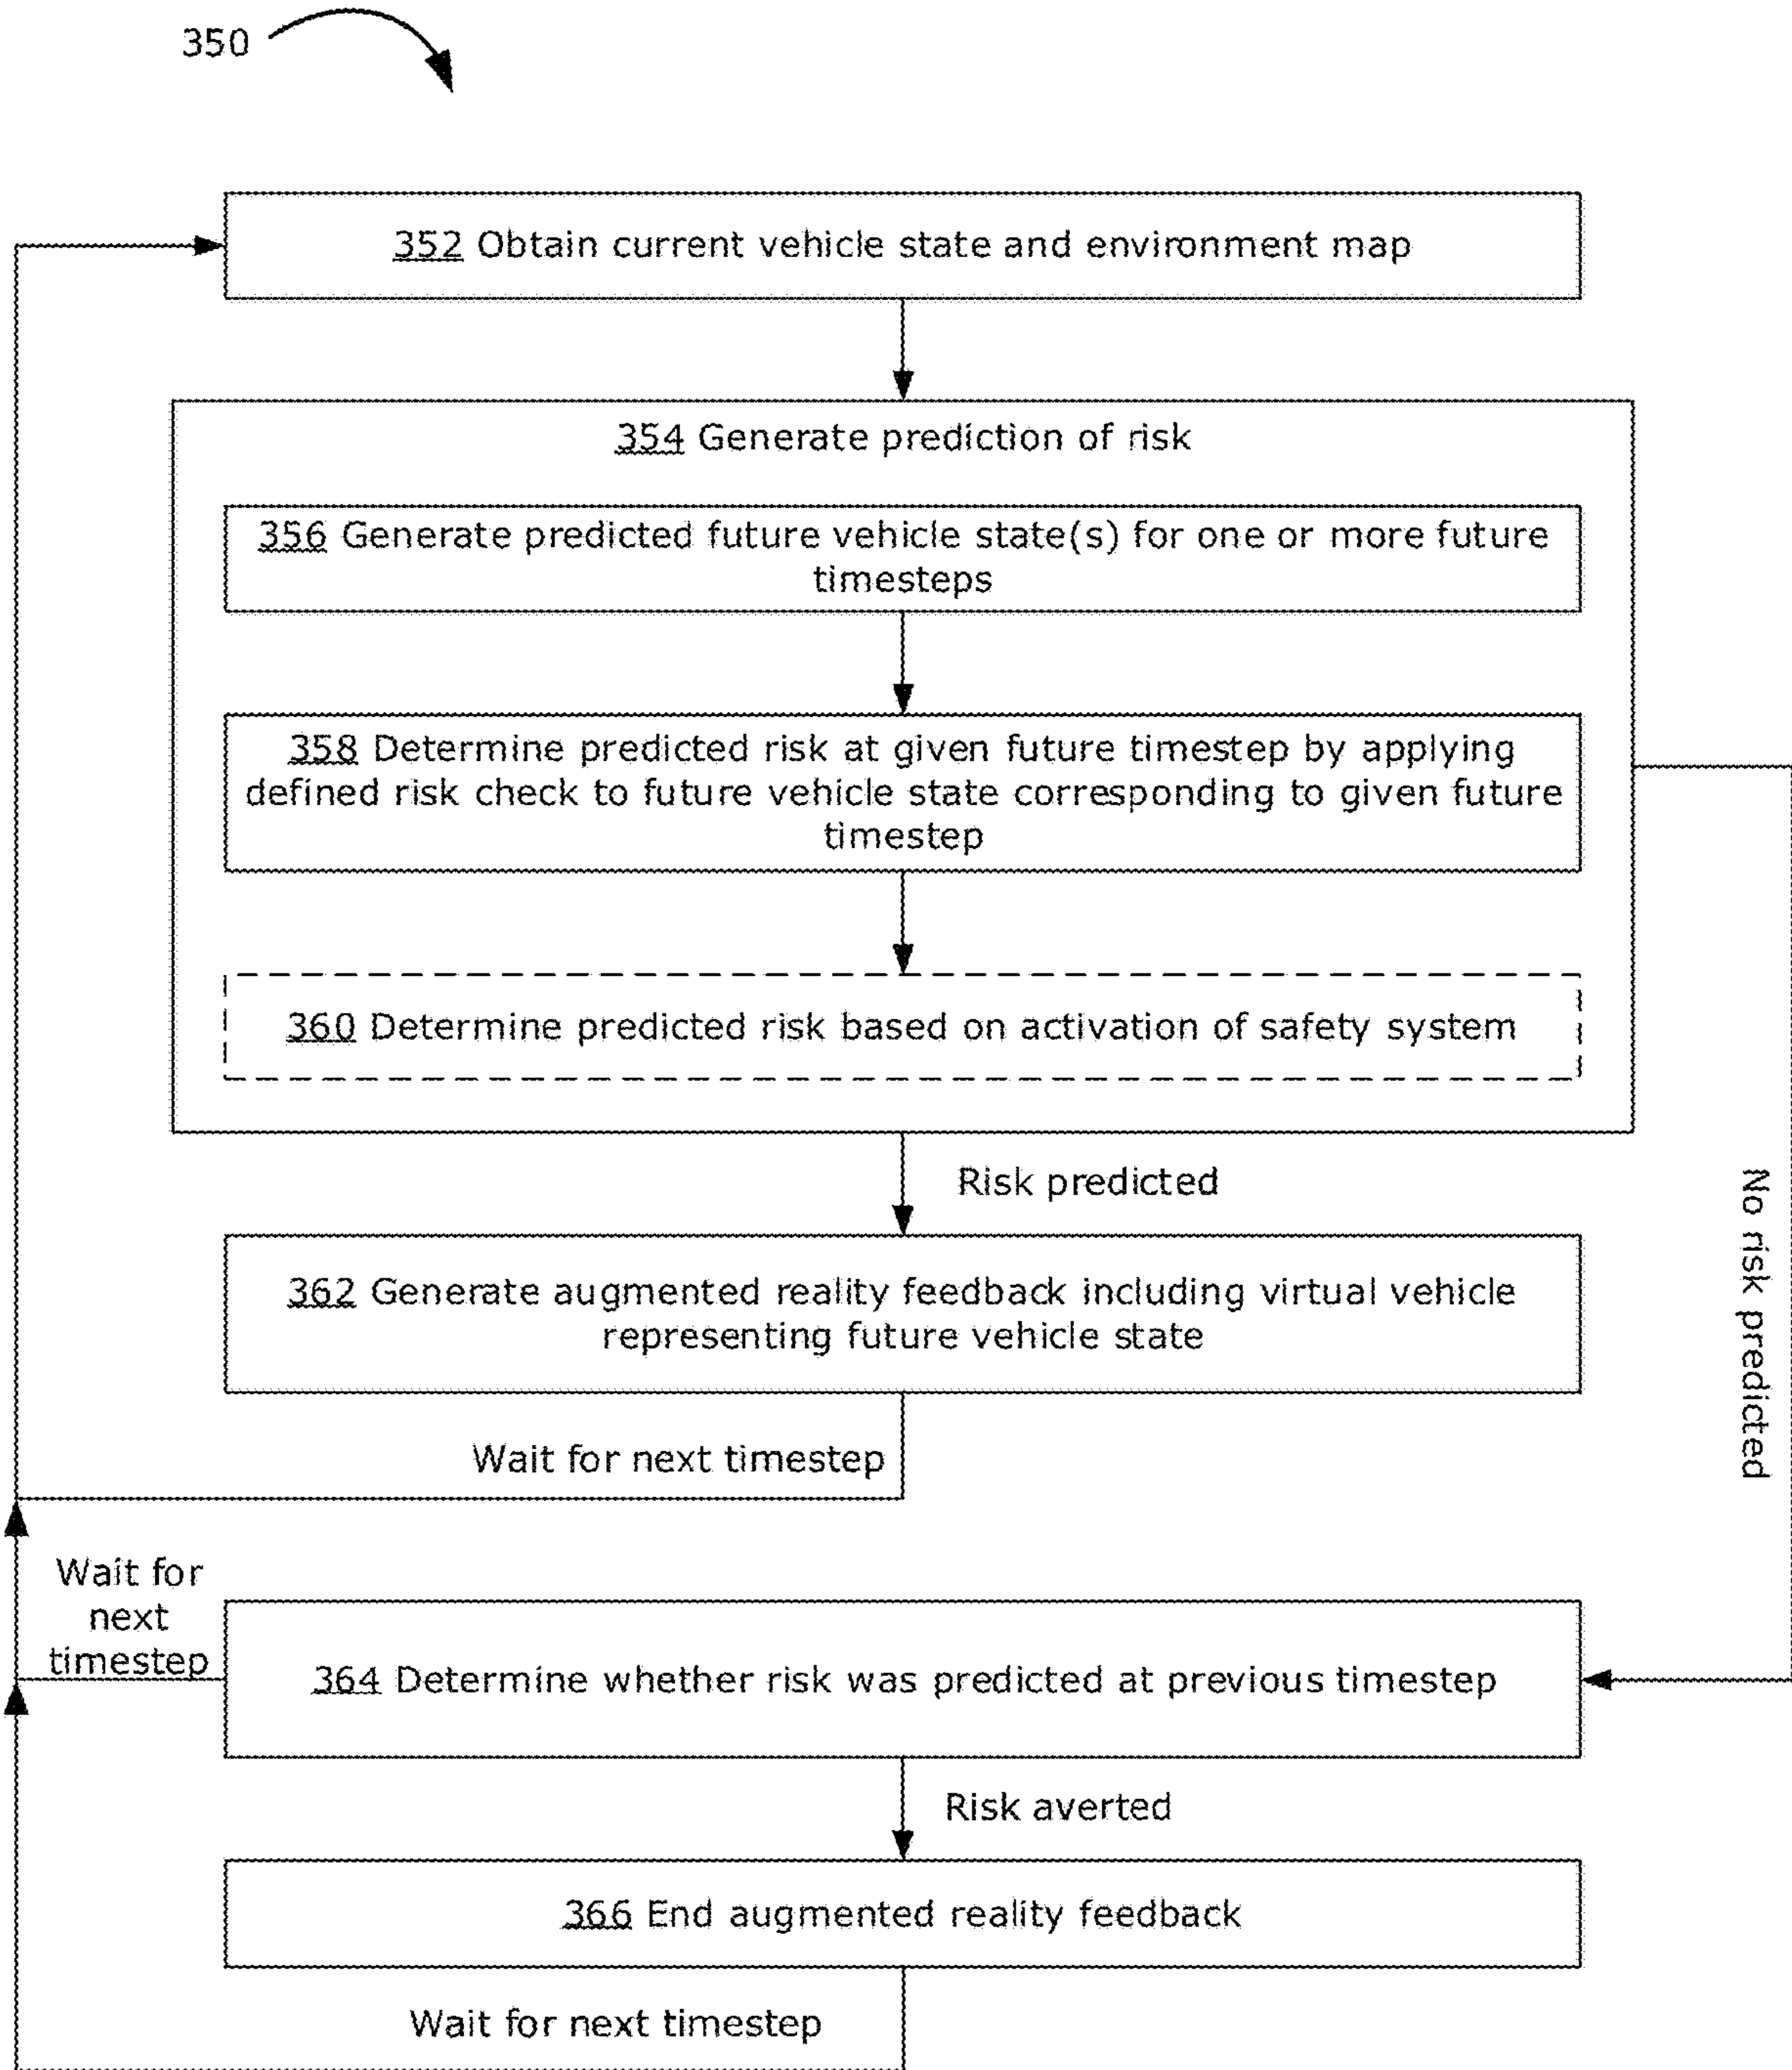 350
352 Obtain current vehicle state and environment map
354 Generate prediction of risk
356 Generate predicted future vehicle state(s) for one or more future
timesteps
358 Determine predicted risk at given future timestep by applying
defined risk check to future vehicle state corresponding to given future
timestep
360 Determine predicted risk based on activation of safety system
Risk predicted
No risk predicted
362 Generate augmented reality feedback including virtual vehicle
representing future vehicle state
Wait for next timestep
Wait for
next
timestep
364 Determine whether risk was predicted at previous timestep
Risk averted
366 End augmented reality feedback
Wait for next timestep